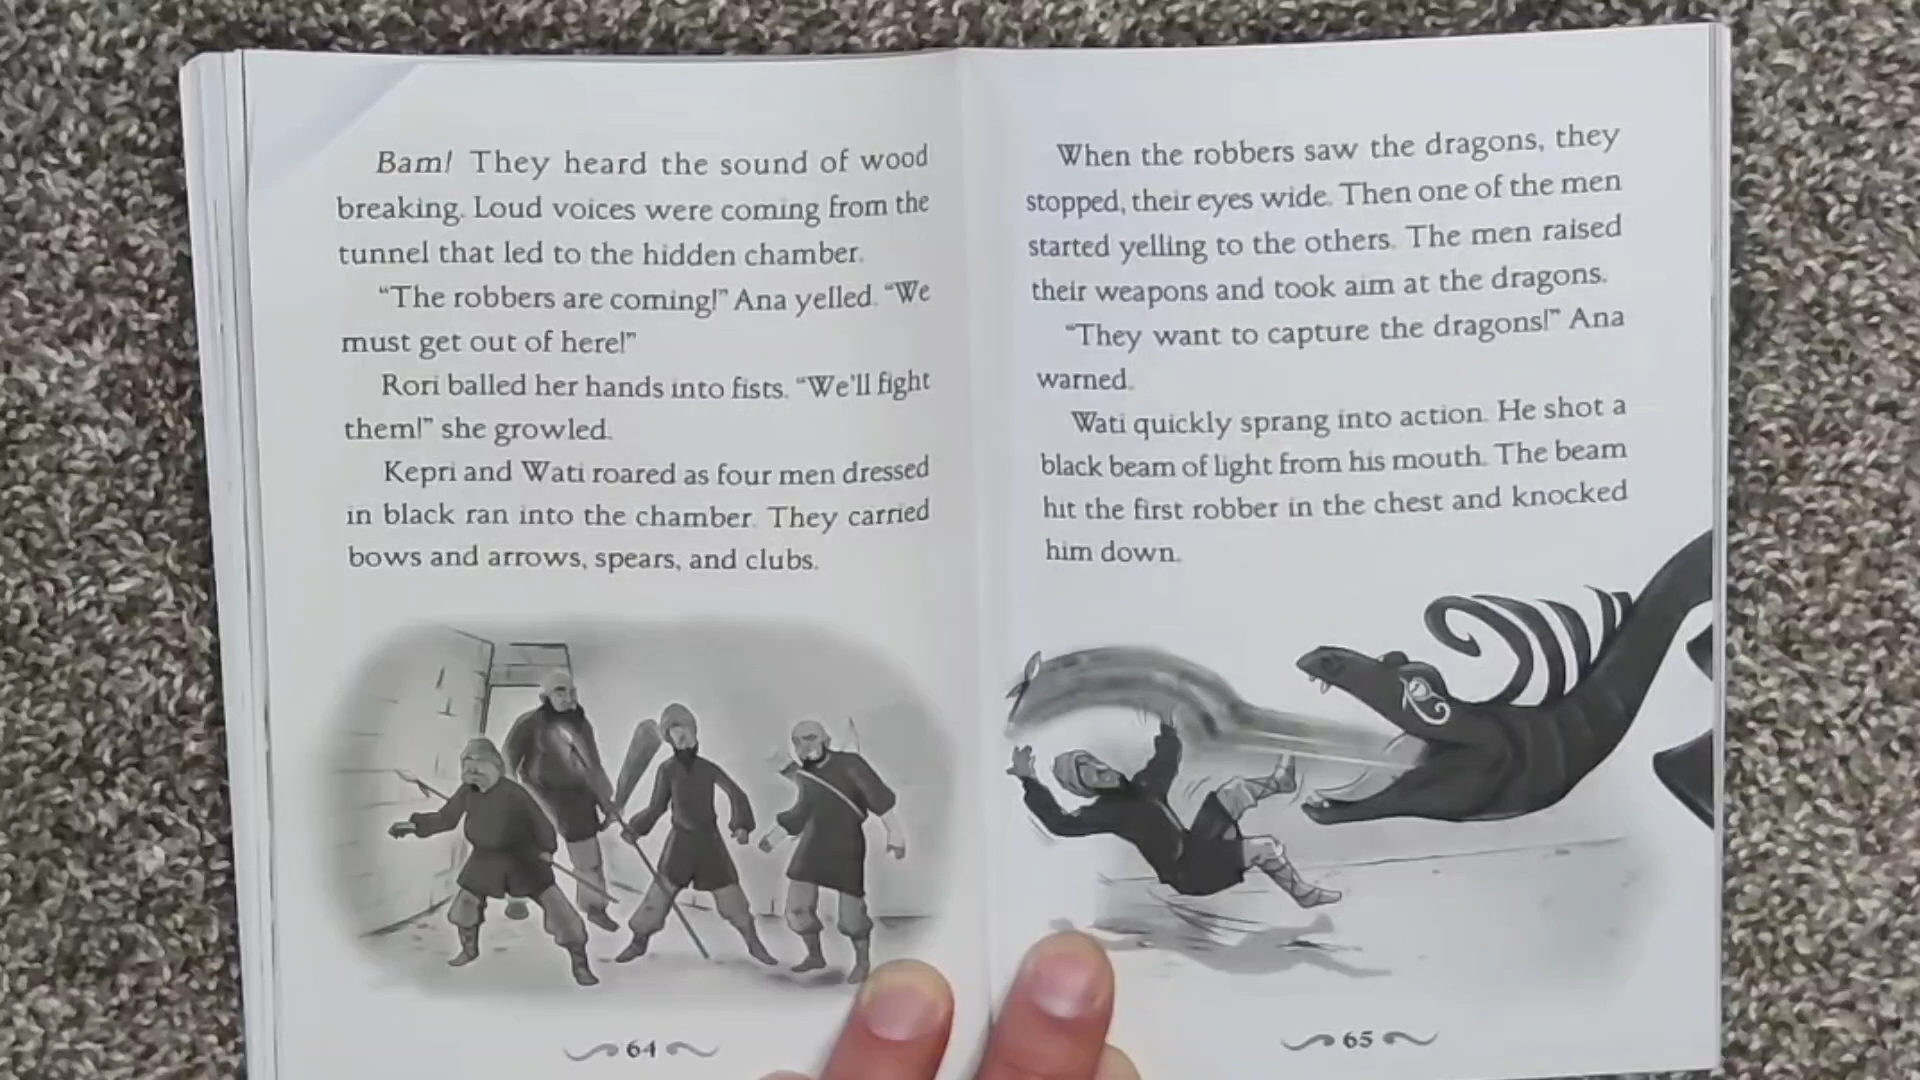 Bam! They heard the sound of wood
breaking. Loud voices were coming from the
tunnel that led to the hidden chamber.
“The robbers are coming!” Ana yelled. “We
must get out of here!”
Rori balled her hands into fists. “We’ll fight
them!” she growled.
Kepri and Wati roared as four men dressed
in black ran into the chamber. They carried
bows and arrows, spears, and clubs.
64
When the robbers saw the dragons, they
stopped, their eyes wide. Then one of the men
started yelling to the others. The men raised
their weapons and took aim at the dragons.
“They want to capture the dragons!” Ana
warned.
Wati quickly sprang into action. He shot a
black beam of light from his mouth. The beam
hit the first robber in the chest and knocked
him down.
65